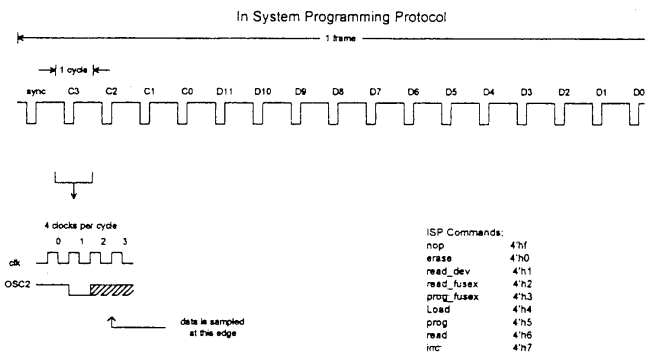 In System Programming Protocol
1 frame
1 cycle
sync C3 C2 C1 C0 D11 D10 D9 D8 D7 D6 D5 D4 D3 D2 D1 D0
4 clocks per cycle
0 1 2 3
clk
OSC2
data is sampled
at this edge
ISP Commands:
nop 4'hf
erase 4'h0
read_dev 4'h1
read_fusex 4'h2
prog_fusex 4'h3
Load 4'h4
prog 4'h5
read 4'h6
4'h7